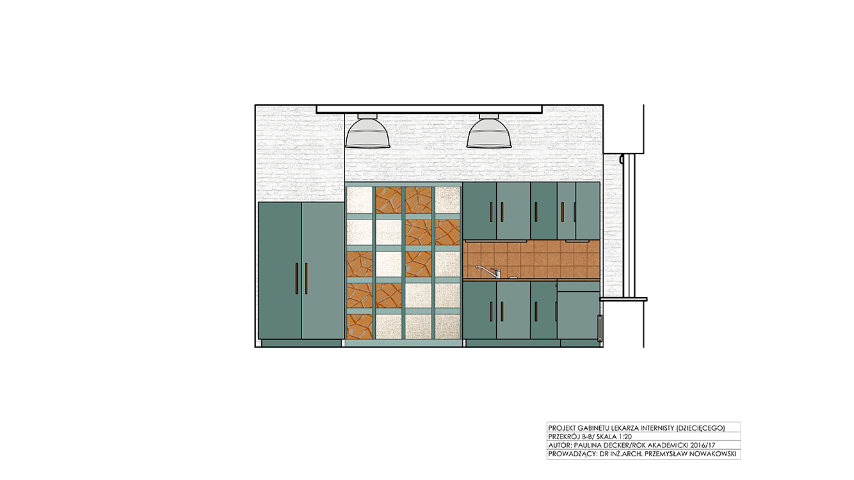 PROJEKT GABINETU LEKARZA INTERNISTY (DZIECIĘCEGO)
PRZEKRÓJ B-B/ SKALA 1:20
AUTOR: PAULINA DECKER/ROK AKADEMICKI 2016/17
PROWADZĄCY: DR INŻ.ARCH. PRZEMYSŁAW NOWAKOWSKI